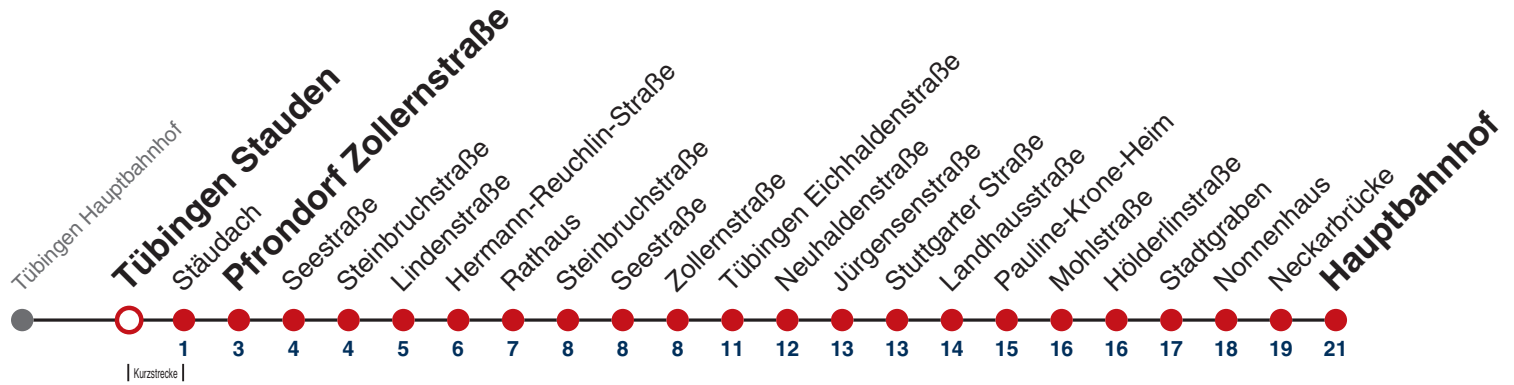 Tübingen Hauptbahnhof
Tübingen Stauden
Stäudach
Pfrondorf Zollernstraße
Seestraße
Steinbruchstraße
Lindenstraße
Hermann-Reuchlin-Straße
Rathaus
Steinbruchstraße
Seestraße
Zollernstraße
Tübingen Eichhaldenstraße
Neuhaldenstraße
Jürgensenstraße
Stuttgarter Straße
Landhausstraße
Pauline-Krone-Heim
Mohlstraße
Hölderlinstraße
Stadtgraben
Nonnenhaus
Neckarbrücke
Hauptbahnhof
1 3 4 4 5 6 7 8 8 8 11 12 13 13 14 15 16 16 17 18 19 21
Kurzstrecke